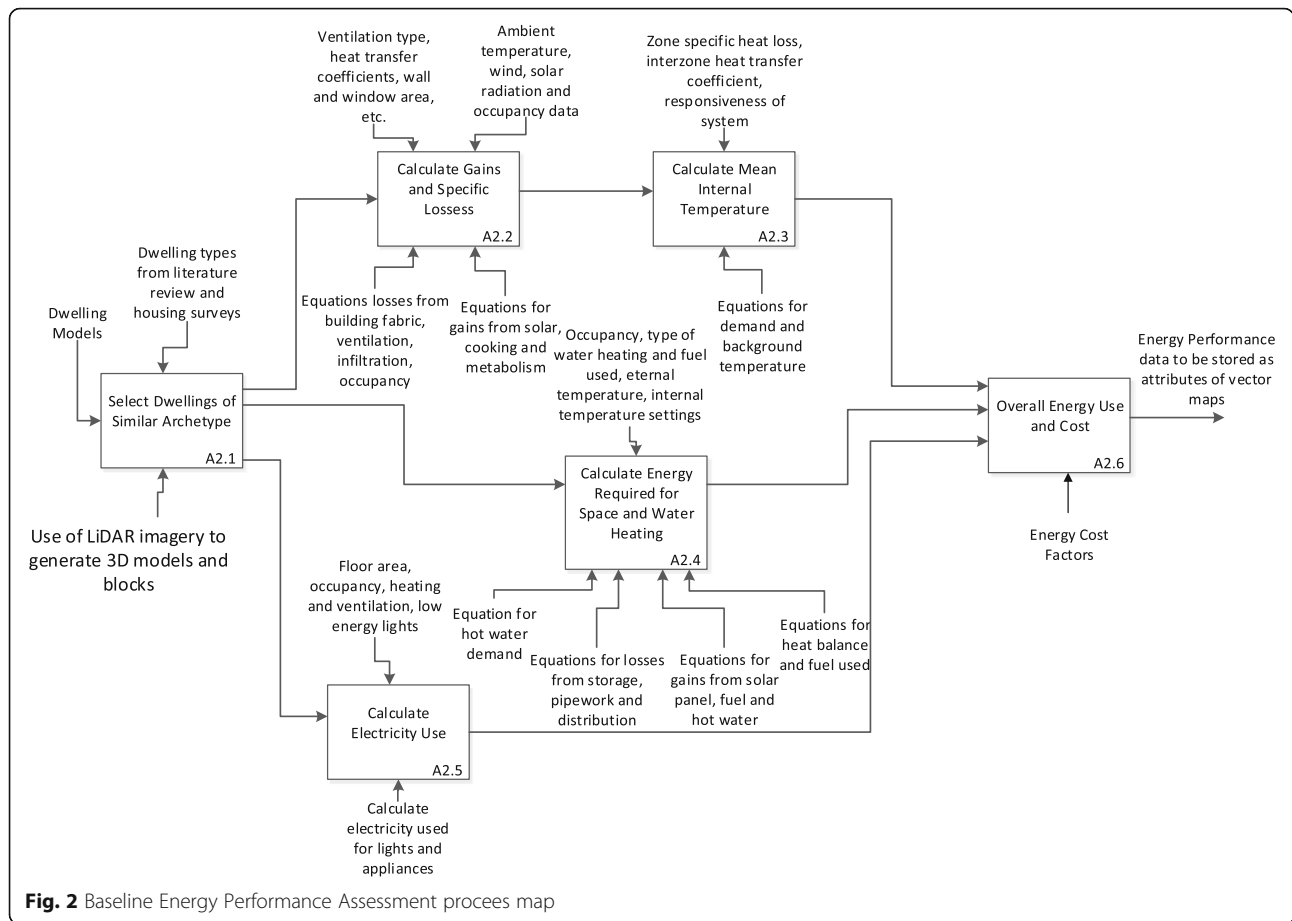 Ventilation type,
heat transfer
coefficients, wall
and window area,
etc.
Ambient
temperature,
wind, solar
radiation and
occupancy data
Zone specific heat loss,
interzone heat transfer
coefficient,
responsiveness of
system
Calculate Gains
and Specific
Lossess
A2.2
Calculate Mean
Internal
Temperature
A2.3
Dwelling types
from literature
review and
housing surveys
Dwelling
Models
Equations losses from
building fabric,
ventilation,
infiltration,
occupancy
Equations for
gains from solar,
cooking and
metabolism
Equations for
demand and
background
temperature
Occupancy, type of
water heating and fuel
used, eternal
temperature, internal
temperature settings
Energy Performance
data to be stored as
attributes of vector
maps
Select Dwellings of
Similar Archetype
A2.1
Overall Energy Use
and Cost
A2.6
Calculate Energy
Required for
Space and Water
Heating
A2.4
Use of LiDAR imagery to
generate 3D models and
blocks
Energy Cost
Factors
Floor area,
occupancy, heating
and ventilation, low
energy lights
Equation for
hot water
demand
Equations for losses
from storage,
pipework and
distribution
Equations for
gains from solar
panel, fuel and
hot water
Equations for
heat balance
and fuel used
Calculate
Electricity Use
A2.5
Calculate
electricity used
for lights and
appliances
Fig. 2 Baseline Energy Performance Assessment procees map